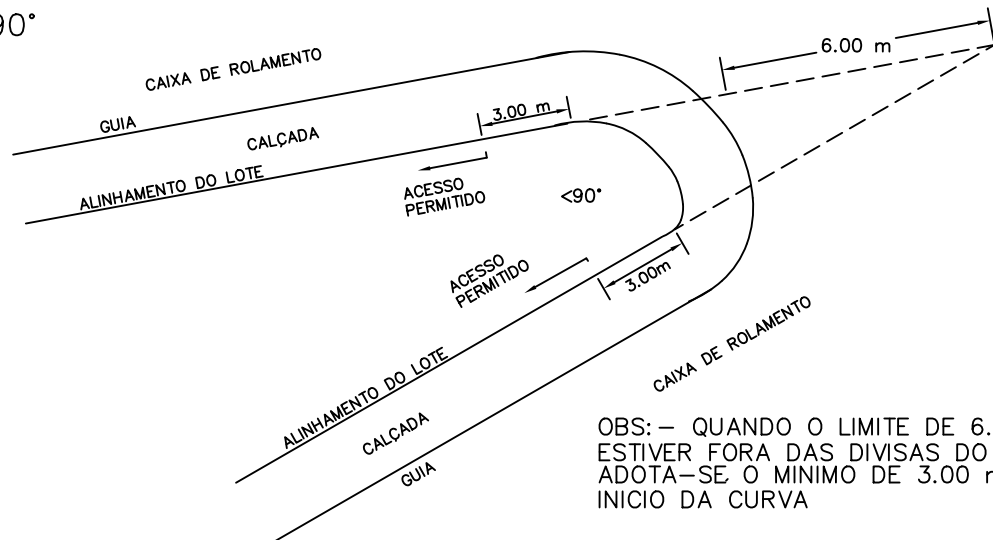 90°
CAIXA DE ROLAMENTO
6.00 m
GUIA
CALÇADA
3.00 m
ALINHAMENTO DO LOTE
ACESSO
PERMITIDO
<90°
ACESSO
PERMITIDO
3.00m
CAIXA DE ROLAMENTO
ALINHAMENTO DO LOTE
CALÇADA
GUIA
OBS:– QUANDO O LIMITE DE 6.
ESTIVER FORA DAS DIVISAS DO
ADOTA–SE O MINIMO DE 3.00
INICIO DA CURVA